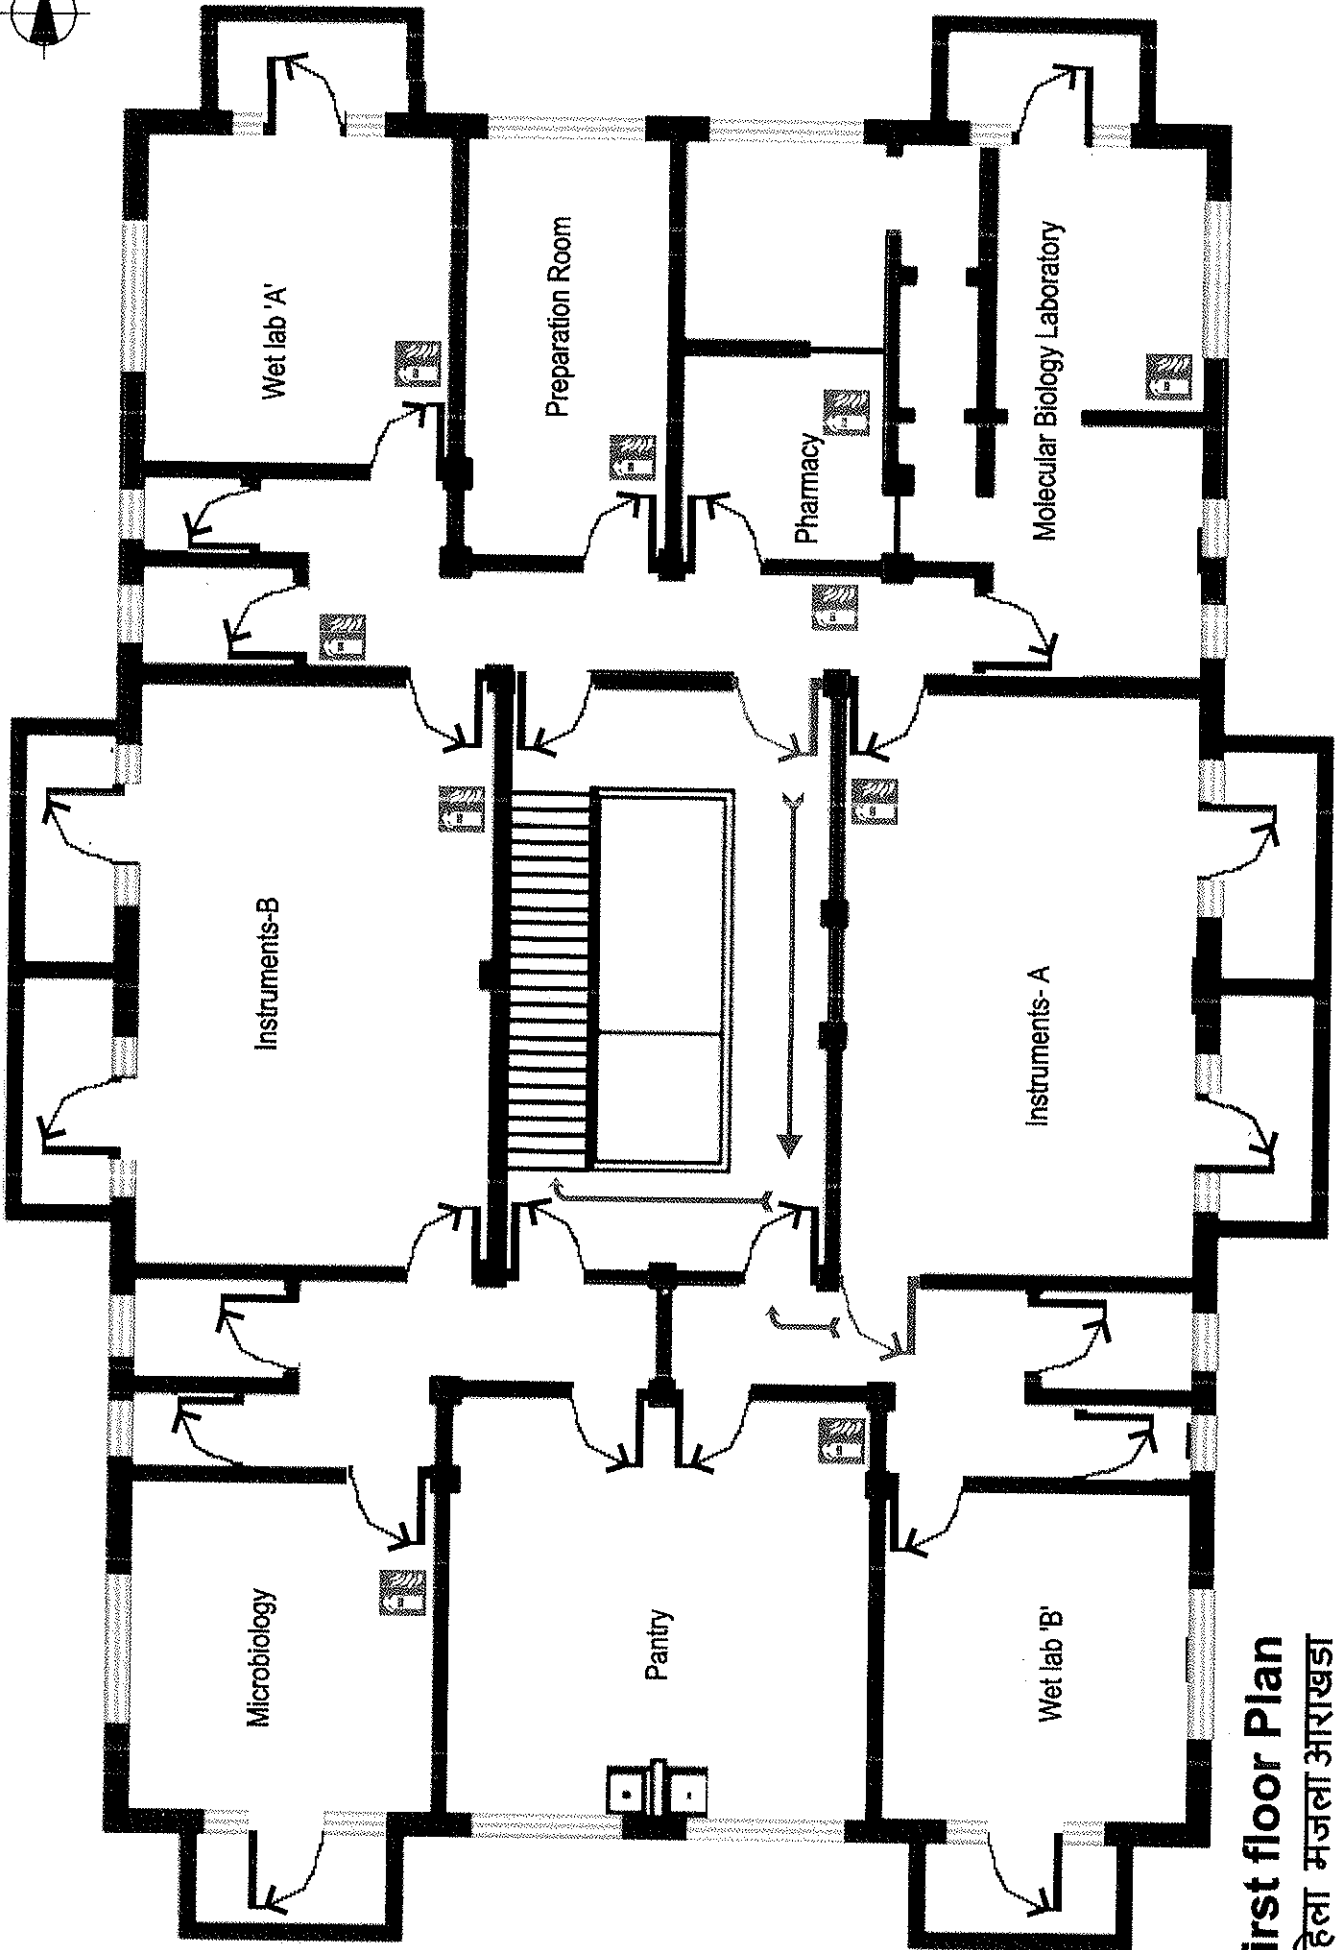 Wet lab 'A'
Preparation Room
Pharmacy
Molecular Biology Laboratory
Instruments-B
Instruments- A
Microbiology
Pantry
Wet lab 'B'
irst floor Plan
हेला मजला आराखडा